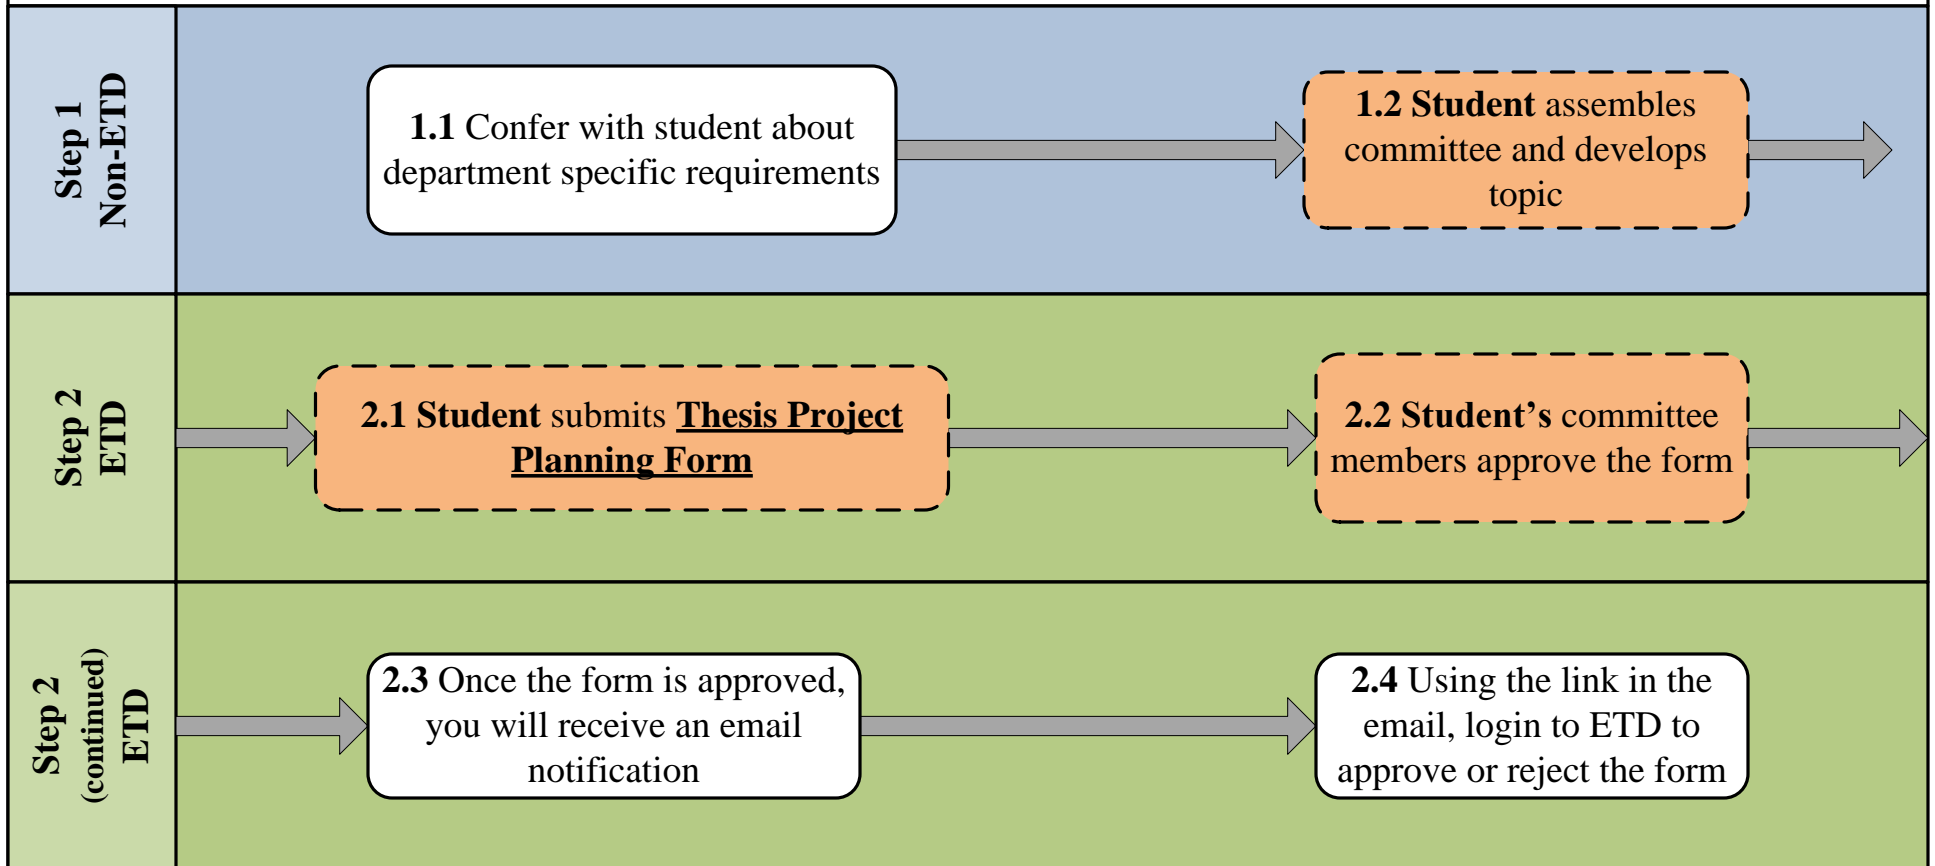 Step 1
Non-ETD
1.1 Confer with student about
department specific requirements
1.2 Student assembles
committee and develops
topic
Step 2
ETD
2.1 Student submits Thesis Project
Planning Form
2.2 Student’s committee
members approve the form
Step 2
(continued)
ETD
2.3 Once the form is approved,
you will receive an email
notification
2.4 Using the link in the
email, login to ETD to
approve or reject the form